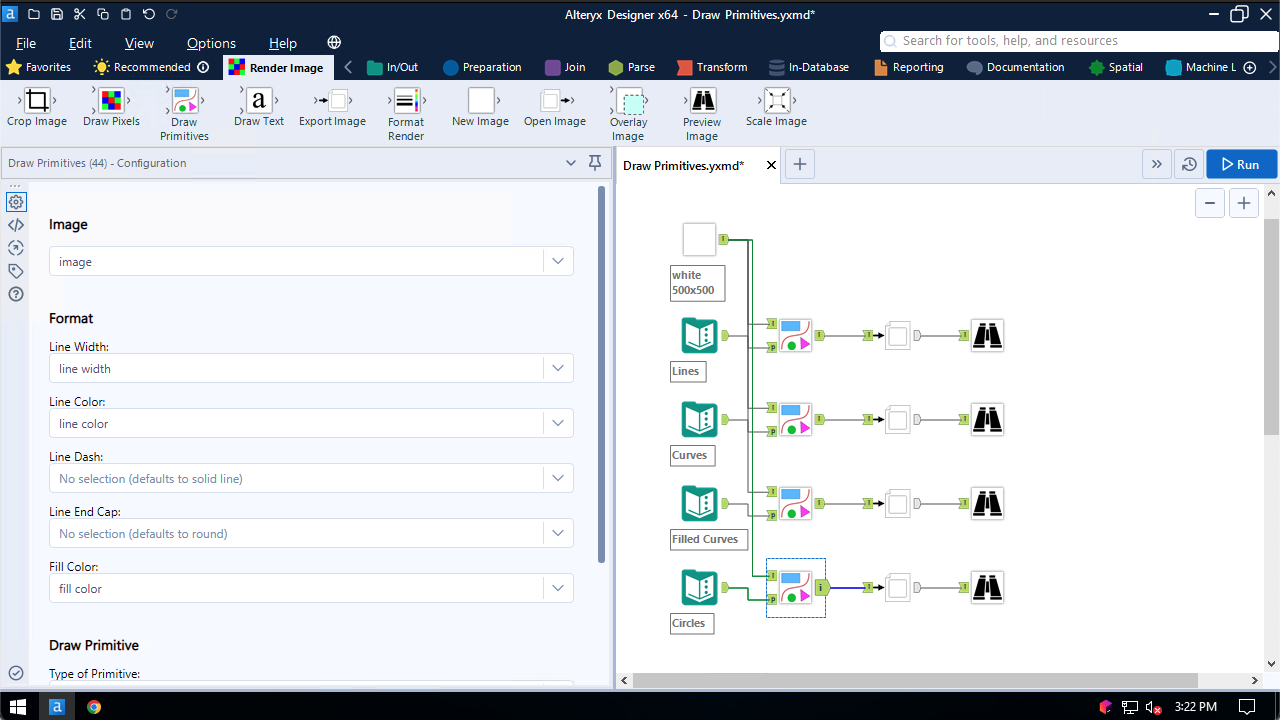 Alteryx Designer x64 - Draw Primitives.yxmd*
File Edit View Options Help
Search for tools, help, and resources
Favorites Recommended Render Image In/Out Preparation Join Parse Transform In-Database Reporting Documentation Spatial Machine L
Crop Image Draw Pixels Draw Primitives Draw Text Export Image Format Render New Image Open Image Overlay Image Preview Image Scale Image
Draw Primitives (44) - Configuration
Draw Primitives.yxmd*
Run
Image
image
Format
Line Width:
line width
Line Color:
line color
Line Dash:
No selection (defaults to solid line)
Line End Cap:
No selection (defaults to round)
Fill Color:
fill color
Draw Primitive
Type of Primitive:
white
500x500
Lines
Curves
Filled Curves
Circles
3:22 PM